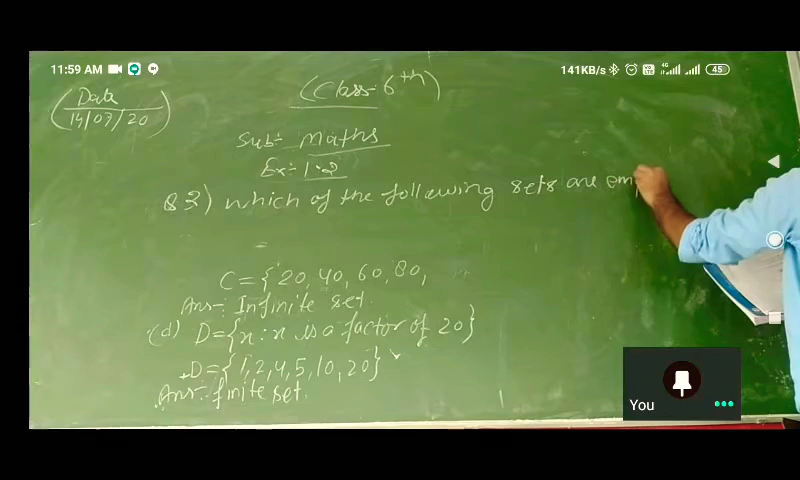 11:59 AM
141KB/s 4G 45
(Class-6th)
(Date
14/07/20)
Sub:- Maths
Ex:- 1.2
Q3) which of the following sets are emp
C={20, 40, 60, 80,
Ans:- Infinite set.
(d) D={x:x is a factor of 20}
D={1,2,4,5,10,20}
Ans:- finite set.
You